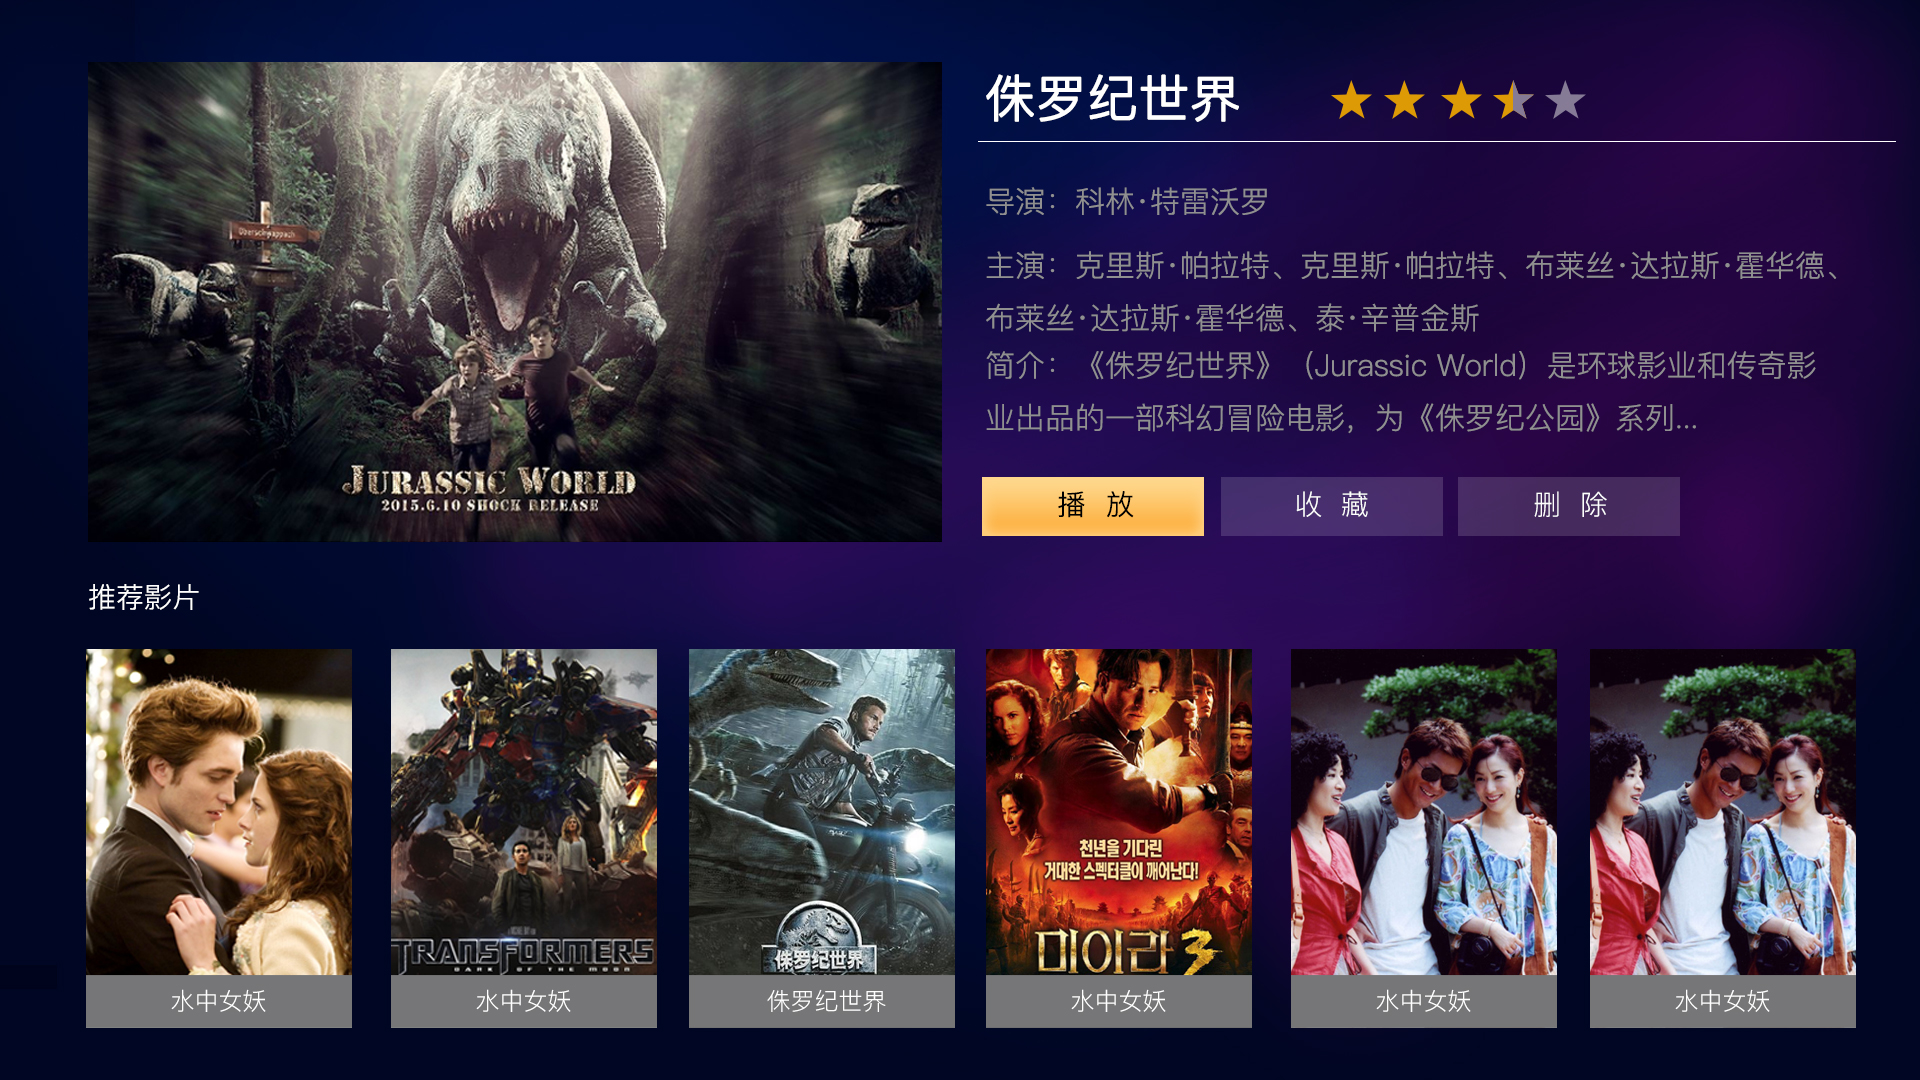 Überschwappach
JURASSIC WORLD
2015.6.10 SHOCK RELEASE
侏罗纪世界
导演：科林·特雷沃罗
主演：克里斯·帕拉特、克里斯·帕拉特、布莱丝·达拉斯·霍华德、
布莱丝·达拉斯·霍华德、泰·辛普金斯
简介：《侏罗纪世界》（Jurassic World）是环球影业和传奇影
业出品的一部科幻冒险电影，为《侏罗纪公园》系列...
播放
收藏
删除
推荐影片
TRANSFORMERS
DARK OF THE MOON
侏罗纪世界
천년을 기다린
거대한 스펙터클이 깨어난다!
미이라3
水中女妖
水中女妖
侏罗纪世界
水中女妖
水中女妖
水中女妖